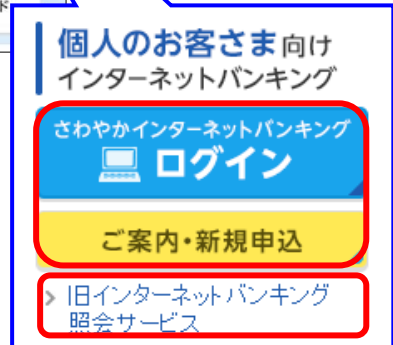 ド
個人のお客さま向け
インターネットバンキング
さわやかインターネットバンキング
ログイン
ご案内・新規申込
旧インターネットバンキング
照会サービス